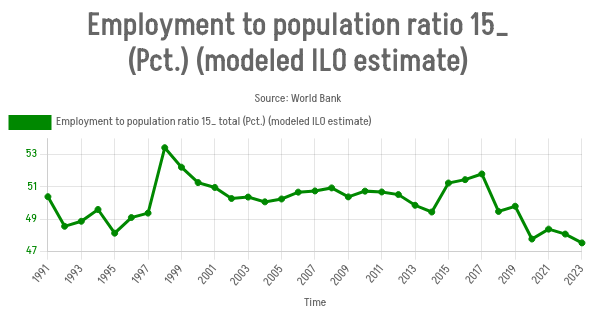 Employment to population ratio 15_
(Pct.) (modeled ILO estimate)
Source: World Bank
Employment to population ratio 15_ total (Pct.) (modeled ILO estimate)
53
51
49
47
1991 1993 1995 1997 1999 2001 2003 2005 2007 2009 2011 2013 2015 2017 2019 2021 2023
Time